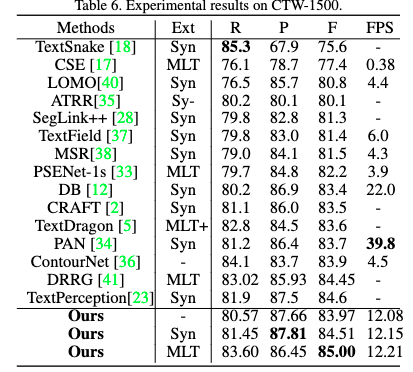 Table 6. Experimental results on CTW-1500.
Methods Ext R P F FPS
TextSnake [18] Syn 85.3 67.9 75.6 -
CSE [17] MLT 76.1 78.7 77.4 0.38
LOMO[40] Syn 76.5 85.7 80.8 4.4
ATRR[35] Sy- 80.2 80.1 80.1 -
SegLink++ [28] Syn 79.8 82.8 81.3 -
TextField [37] Syn 79.8 83.0 81.4 6.0
MSR[38] Syn 79.0 84.1 81.5 4.3
PSENet-1s [33] MLT 79.7 84.8 82.2 3.9
DB [12] Syn 80.2 86.9 83.4 22.0
CRAFT [2] Syn 81.1 86.0 83.5 -
TextDragon [5] MLT+ 82.8 84.5 83.6 -
PAN [34] Syn 81.2 86.4 83.7 39.8
ContourNet [36] - 84.1 83.7 83.9 4.5
DRRG [41] MLT 83.02 85.93 84.45 -
TextPerception[23] Syn 81.9 87.5 84.6 -
Ours - 80.57 87.66 83.97 12.08
Ours Syn 81.45 87.81 84.51 12.15
Ours MLT 83.60 86.45 85.00 12.21